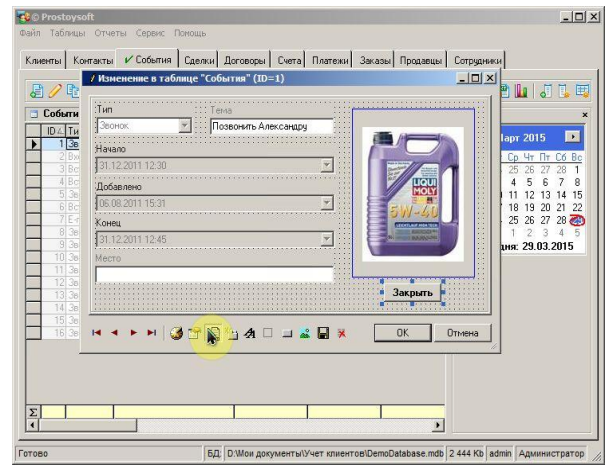 © Prostoysoft
Файл Таблицы Отчеты Сервис Помощь
Клиенты Контакты События Сделки Договоры Счета Платежи Заказы Продавцы Сотрудники
Изменение в таблице "События" (ID=1)
Событи
ID Ти
1 Зв
2 Вх
3 Вс
4 Вс
5 Зв
6 Вс
7 Е-
8 Зв
9 Зв
10 Зв
11 Зв
12 Зв
13 Зв
14 Зв
15 Зв
16 Зв
Тип
Звонок
Тема
Позвонить Александру
Начало
31.12.2011 12:30
Добавлено
06.08.2011 15:31
Конец
31.12.2011 12:45
Место
LIQUI MOLY
5W-40
Закрыть
OK Отмена
Март 2015
Ср Чт Пт Сб Вс
25 26 27 28 1
4 5 6 7 8
11 12 13 14 15
18 19 20 21 22
25 26 27 28
1 2 3 4 5
дня: 29.03.2015
Σ
Готово
БД: D:\Мои документы\Учет клиентов\DemoDatabase.mdb 2 444 Kb admin Администратор